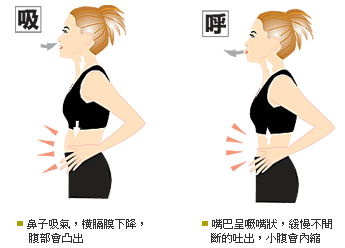 吸
呼
鼻子吸氣，橫膈膜下降，
腹部會凸出
嘴巴呈噘嘴狀，緩慢不間
斷的吐出，小腹會內縮